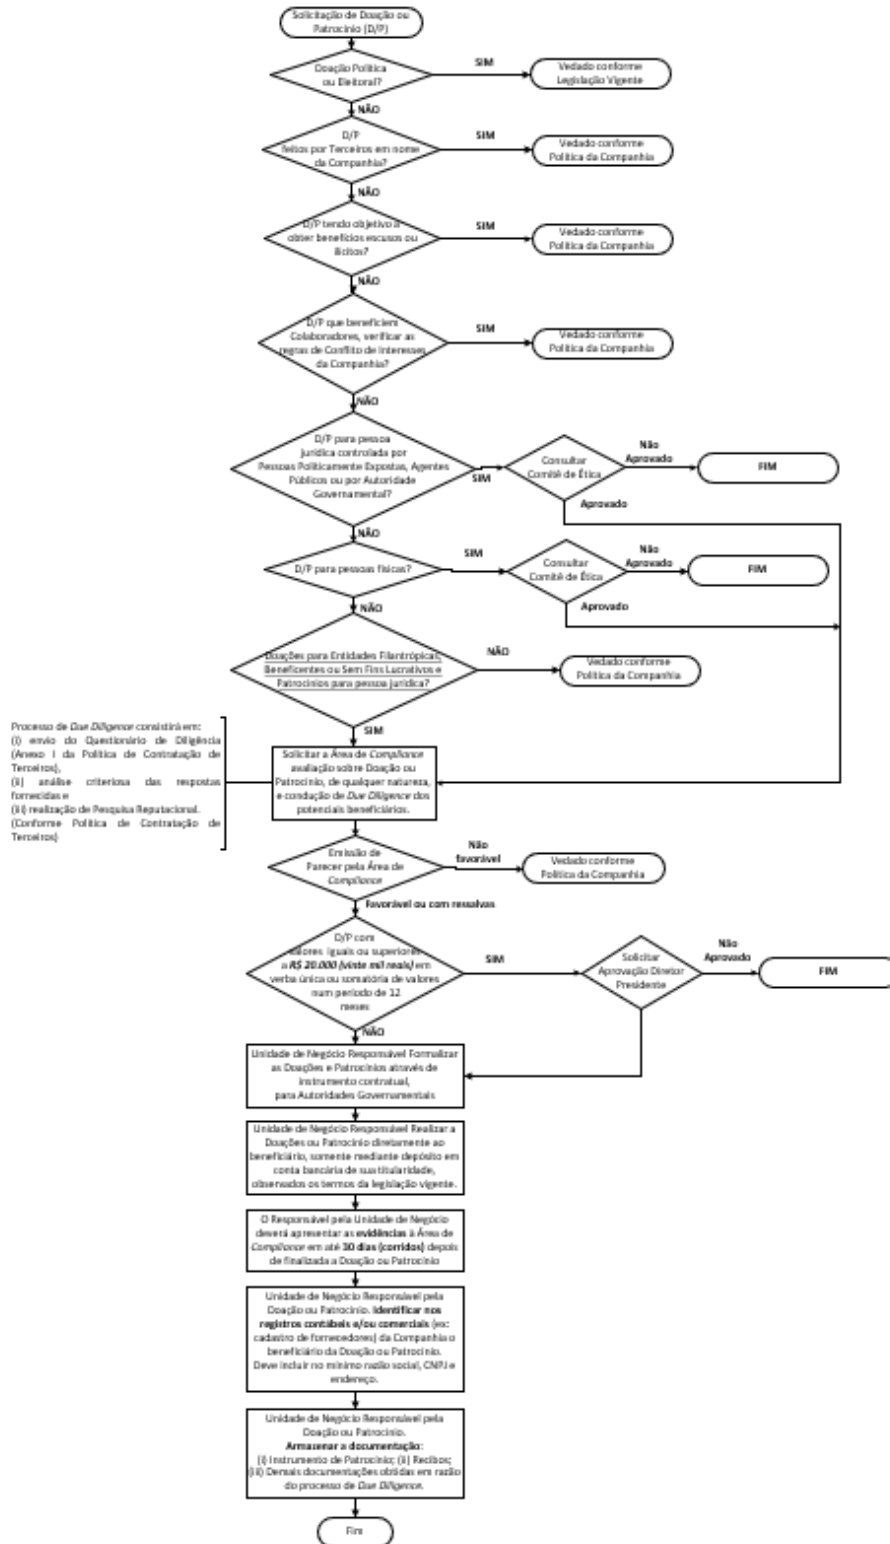 Solicitação de Doação ou
Patrocínio (D/P)
Doação Política
ou Eleitoral?
SIM
Vedado conforme
Legislação Vigente
NÃO
D/P
feitos por Terceiros em nome
da Companhia?
SIM
Vedado conforme
Política da Companhia
NÃO
D/P tendo objetivo a
obter benefícios escusos ou
ilícitos?
SIM
Vedado conforme
Política da Companhia
NÃO
D/P que beneficiem
Colaboradores, verificar as
regras de Conflito de Interesses
da Companhia?
SIM
Vedado conforme
Política da Companhia
NÃO
D/P para pessoa
jurídica controlada por
Pessoas Politicamente Expostas, Agentes
Públicos ou por Autoridade
Governamental?
SIM
Consultar
Comitê de Ética
Não
Aprovado
FIM
Aprovado
NÃO
D/P para pessoas físicas?
SIM
Consultar
Comitê de Ética
Não
Aprovado
FIM
Aprovado
NÃO
Doações para Entidades Filantrópicas,
Beneficentes ou Sem Fins Lucrativos e
Patrocínios para pessoa jurídica?
NÃO
Vedado conforme
Política da Companhia
SIM
Processo de Due Diligence consistirá em:
(i) envio do Questionário de Diligência
(Anexo I da Política de Contratação de
Terceiros),
(ii) análise criteriosa das respostas
fornecidas e
(iii) realização de Pesquisa Reputacional.
(Conforme Política de Contratação de
Terceiros)
Solicitar a Área de Compliance
avaliação sobre Doação ou
Patrocínio, de qualquer natureza,
e condução de Due Diligence dos
potenciais beneficiários.
Emissão de
Parecer pela Área de
Compliance
Não
favorável
Vedado conforme
Política da Companhia
Favorável ou com ressalvas
D/P com
valores iguais ou superiores
a R$ 20.000 (vinte mil reais) em
verba única ou somatória de valores
num período de 12
meses
SIM
Solicitar
Aprovação Diretor
Presidente
Não
Aprovado
FIM
NÃO
Unidade de Negócio Responsável Formalizar
as Doações e Patrocínios através de
instrumento contratual,
para Autoridades Governamentais
Unidade de Negócio Responsável Realizar a
Doações ou Patrocínio diretamente ao
beneficiário, somente mediante depósito em
conta bancária de sua titularidade,
observados os termos da legislação vigente.
O Responsável pela Unidade de Negócio
deverá apresentar as evidências à Área de
Compliance em até 30 dias (corridos) depois
de finalizada a Doação ou Patrocínio
Unidade de Negócio Responsável pela
Doação ou Patrocínio. Identificar nos
registros contábeis e/ou comerciais (ex:
cadastro de fornecedores) da Companhia o
beneficiário da Doação ou Patrocínio.
Deve incluir no mínimo razão social, CNPJ e
endereço.
Unidade de Negócio Responsável pela
Doação ou Patrocínio.
Armazenar a documentação:
(i) Instrumento de Patrocínio; (ii) Recibos;
(iii) Demais documentações obtidas em razão
do processo de Due Diligence.
Fim